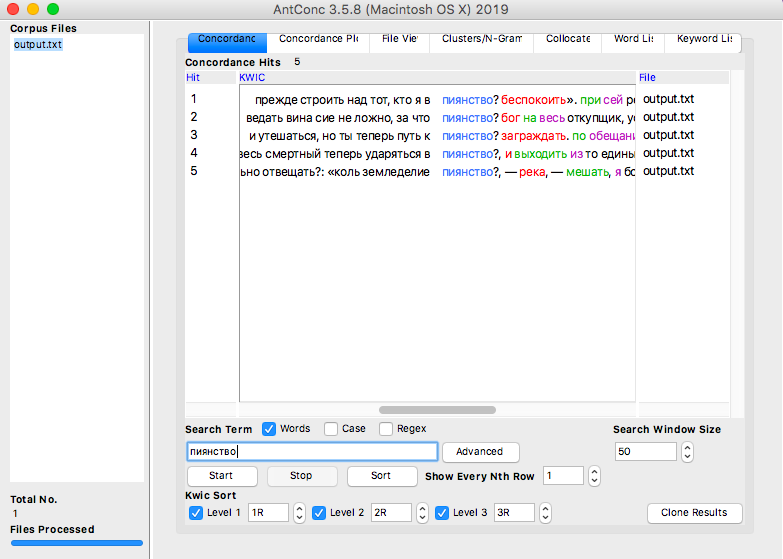 AntConc 3.5.8 (Macintosh OS X) 2019
Corpus Files
output.txt
Concordance Concordance Plo File Viev Clusters/N-Gram Collocate Word Lis Keyword Lis
Concordance Hits 5
Hit KWIC File
1 прежде строить над тот, кто я в пиянство? беспокоить». при сей ре output.txt
2 ведать вина сие не ложно, за что пиянство? бог на весь откупщик, ус output.txt
3 и утешаться, но ты теперь путь к пиянство? заграждать. по обещани output.txt
4 весь смертный теперь ударяться в пиянство?, и выходить из то едины output.txt
5 ьно отвещать?: «коль земледелие пиянство?, — река, — мешать, я бо output.txt
Search Term Words Case Regex Search Window Size
пиянство Advanced 50
Start Stop Sort Show Every Nth Row 1
Kwic Sort
Level 1 1R Level 2 2R Level 3 3R Clone Results
Total No.
1
Files Processed